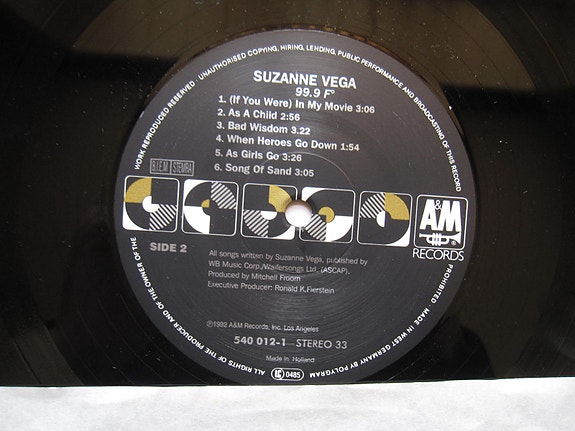 WORK REPRODUCED RESERVED . UNAUTHORISED COPYING, HIRING, LENDING, PUBLIC PERFORMANCE AND BROADCASTING OF THIS RECORD PROHIBITED . MADE IN WEST GERMANY BY POLYGRAM
SUZANNE VEGA
99.9 F°
1. (If You Were) In My Movie 3:06
2. As A Child 2:56
3. Bad Wisdom 3.22
4. When Heroes Go Down 1:54
5. As Girls Go 3:26
6. Song Of Sand 3:05
B.I.E.M STEMRA
A&M
®
RECORDS
SIDE 2
All songs written by Suzanne Vega, published by
WB Music Corp./Waifersongs Ltd. (ASCAP).
Produced by Mitchell Froom
Executive Producer: Ronald K.Fierstein
℗1992 A&M Records, Inc. Los Angeles
540 012-1 STEREO 33
Made in Holland
LC 0485
ALL RIGHTS OF THE PRODUCER AND OF THE OWNER OF THE